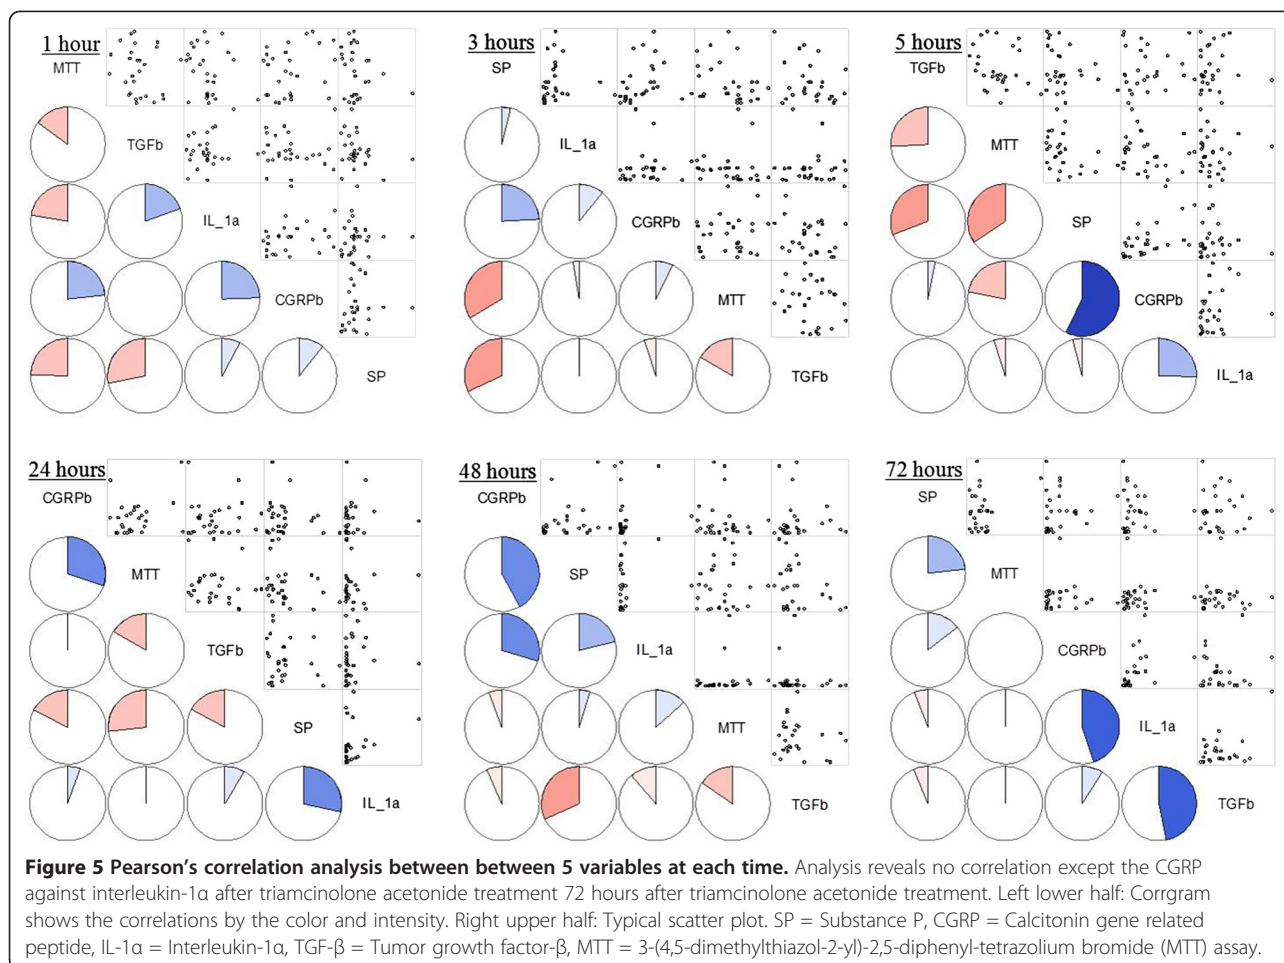 1 hour
MTT
TGFb
IL_1a
CGRPb
SP
3 hours
SP
IL_1a
CGRPb
MTT
TGFb
5 hours
TGFb
MTT
SP
CGRPb
IL_1a
24 hours
CGRPb
MTT
TGFb
SP
IL_1a
48 hours
CGRPb
SP
IL_1a
MTT
TGFb
72 hours
SP
MTT
CGRPb
IL_1a
TGFb
Figure 5 Pearson's correlation analysis between between 5 variables at each time. Analysis reveals no correlation except the CGRP
against interleukin-1α after triamcinolone acetonide treatment 72 hours after triamcinolone acetonide treatment. Left lower half: Corrgram
shows the correlations by the color and intensity. Right upper half: Typical scatter plot. SP = Substance P, CGRP = Calcitonin gene related
peptide, IL-1α = Interleukin-1α, TGF-β = Tumor growth factor-β, MTT = 3-(4,5-dimethylthiazol-2-yl)-2,5-diphenyl-tetrazolium bromide (MTT) assay.